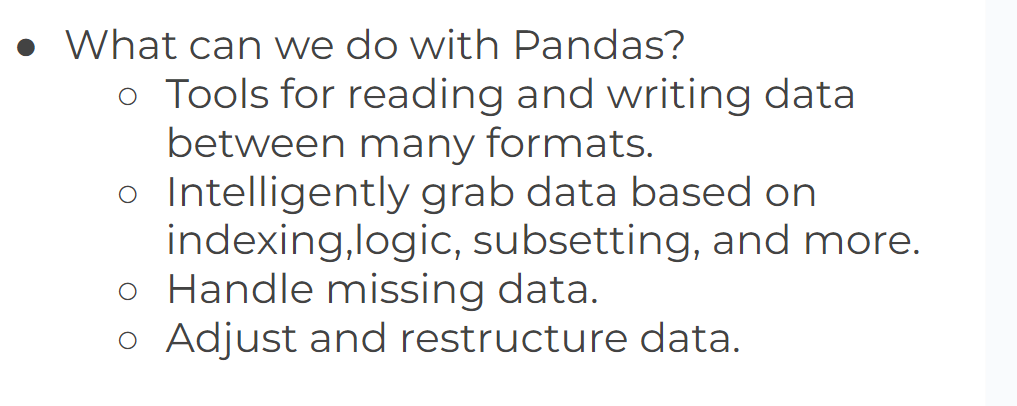 ● What can we do with Pandas?
○ Tools for reading and writing data
between many formats.
○ Intelligently grab data based on
indexing,logic, subsetting, and more.
○ Handle missing data.
○ Adjust and restructure data.